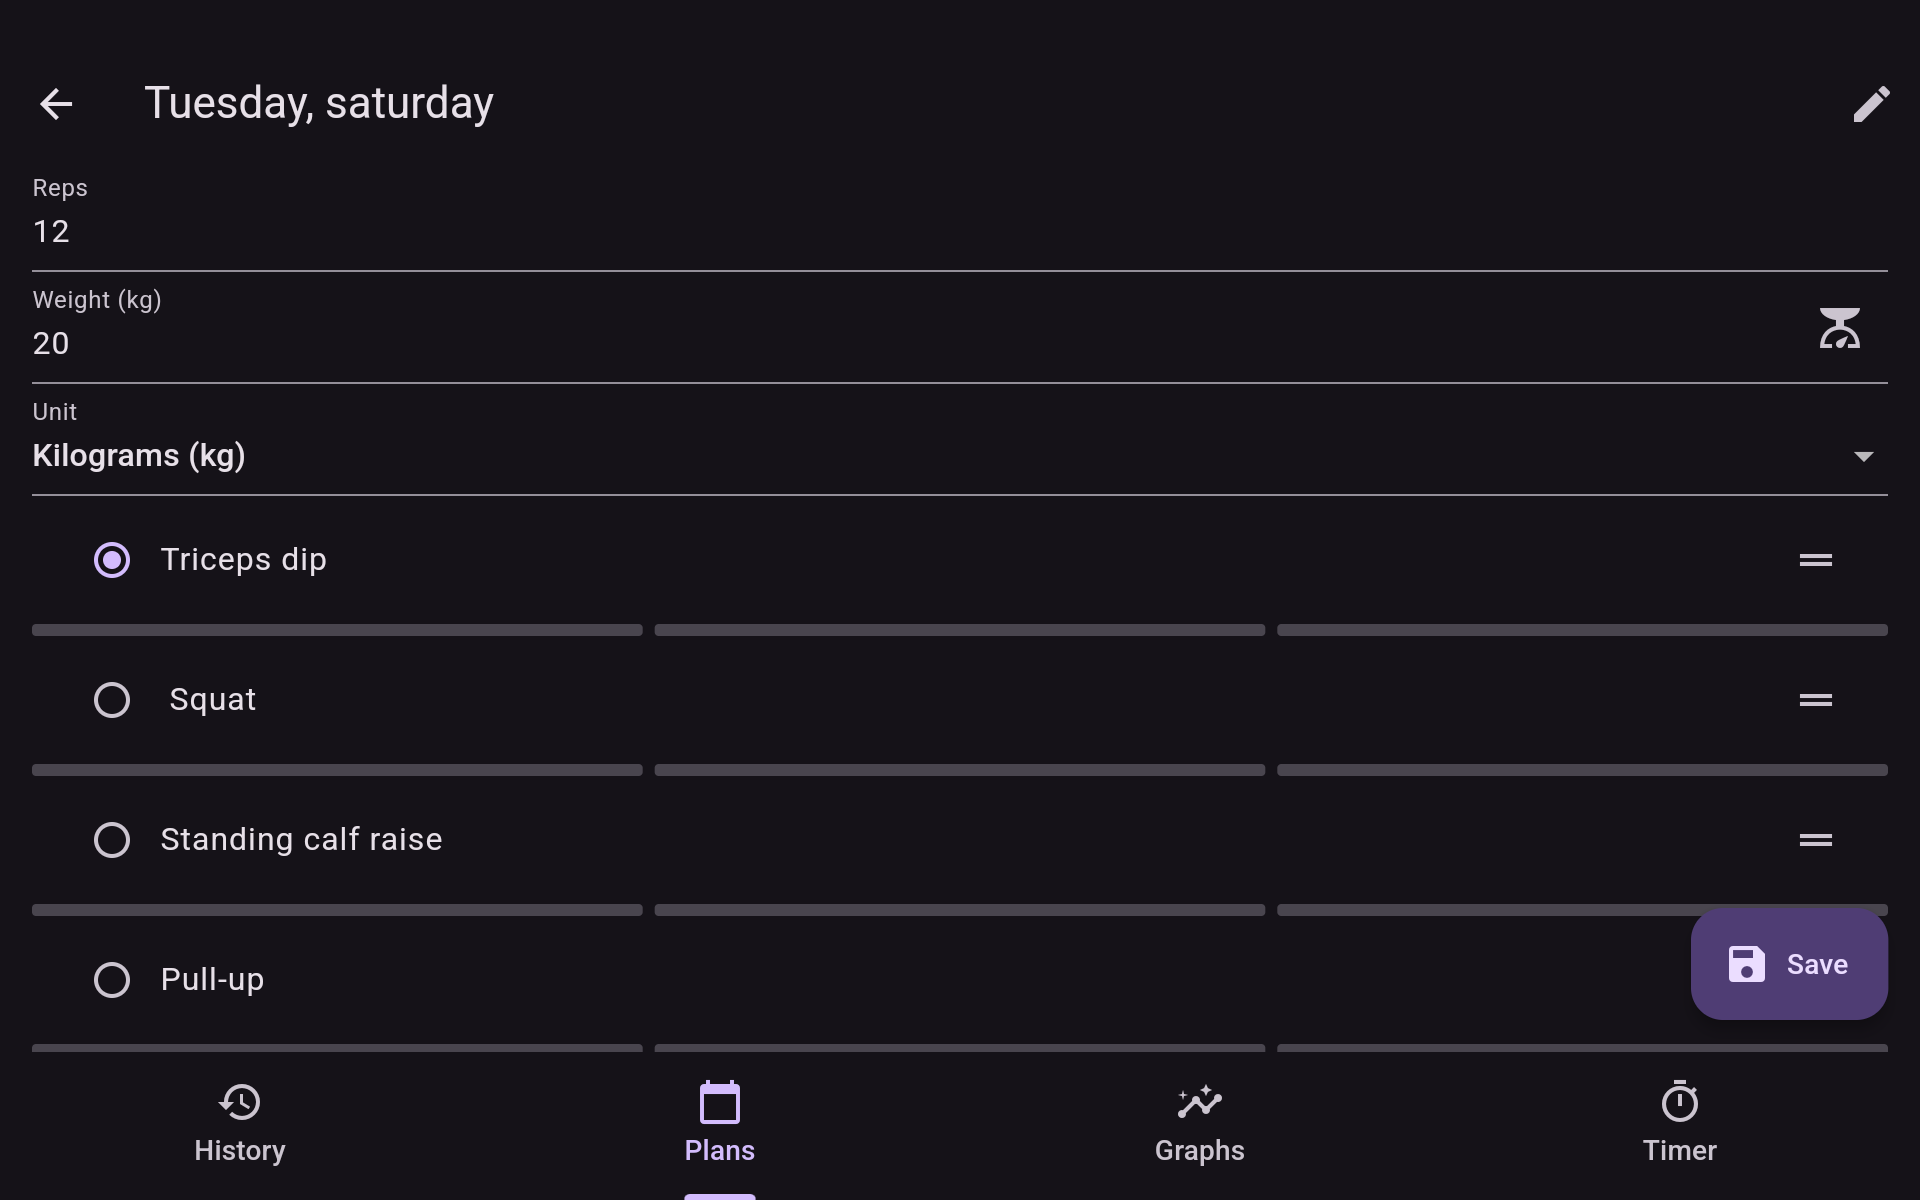 Tuesday, saturday
Reps
12
Weight (kg)
20
Unit
Kilograms (kg)
Triceps dip
Squat
Standing calf raise
Pull-up
Save
History
Plans
Graphs
Timer